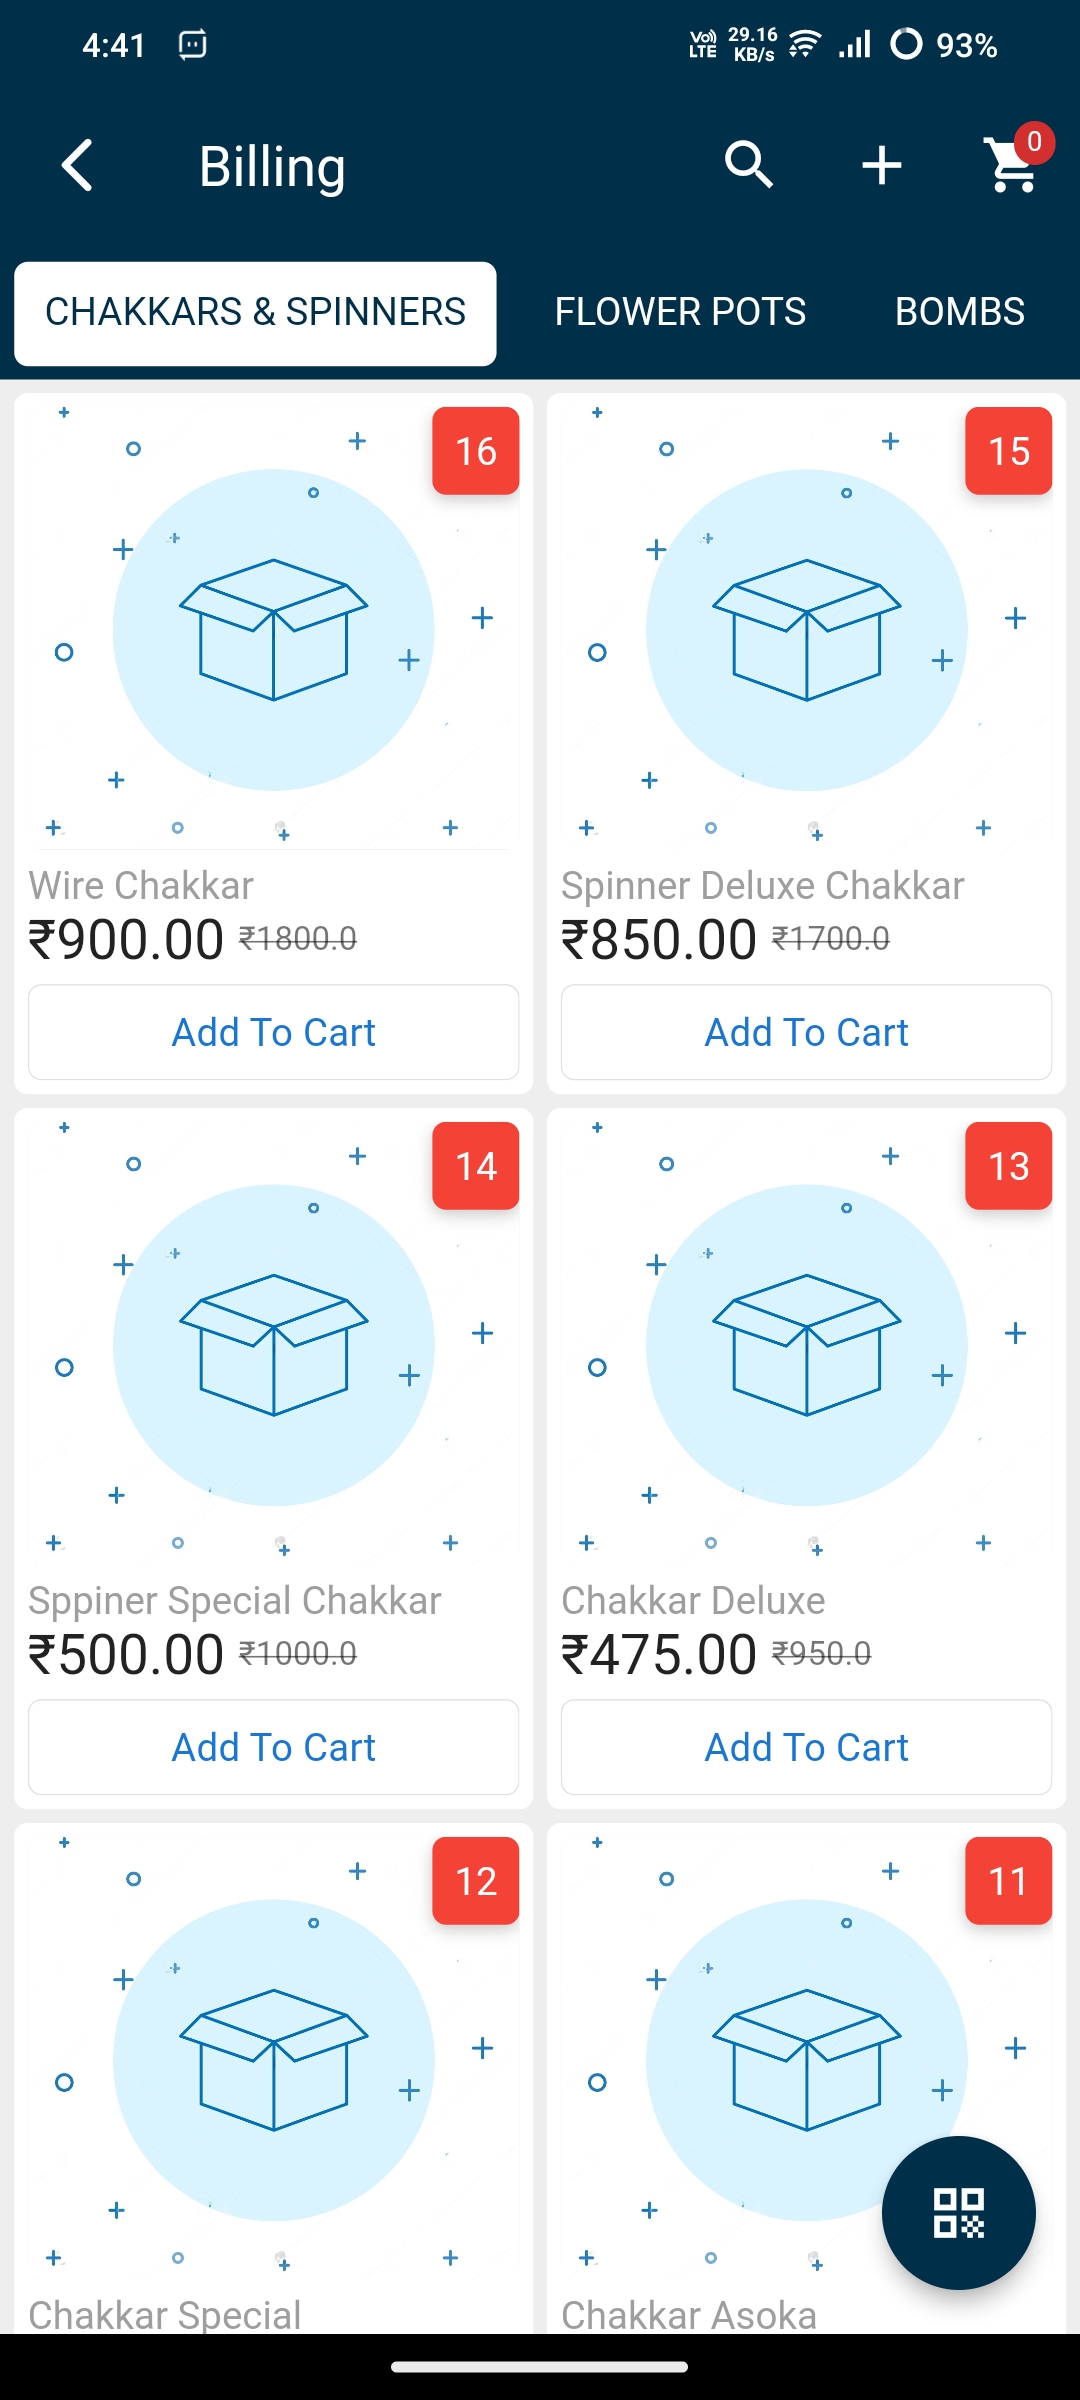 4:41
Vo)) LTE 29.16 KB/s 93%
Billing
0
CHAKKARS & SPINNERS FLOWER POTS BOMBS
16
15
Wire Chakkar
₹900.00 ₹1800.0
Add To Cart
Spinner Deluxe Chakkar
₹850.00 ₹1700.0
Add To Cart
14
13
Sppiner Special Chakkar
₹500.00 ₹1000.0
Add To Cart
Chakkar Deluxe
₹475.00 ₹950.0
Add To Cart
12
11
Chakkar Special
Chakkar Asoka